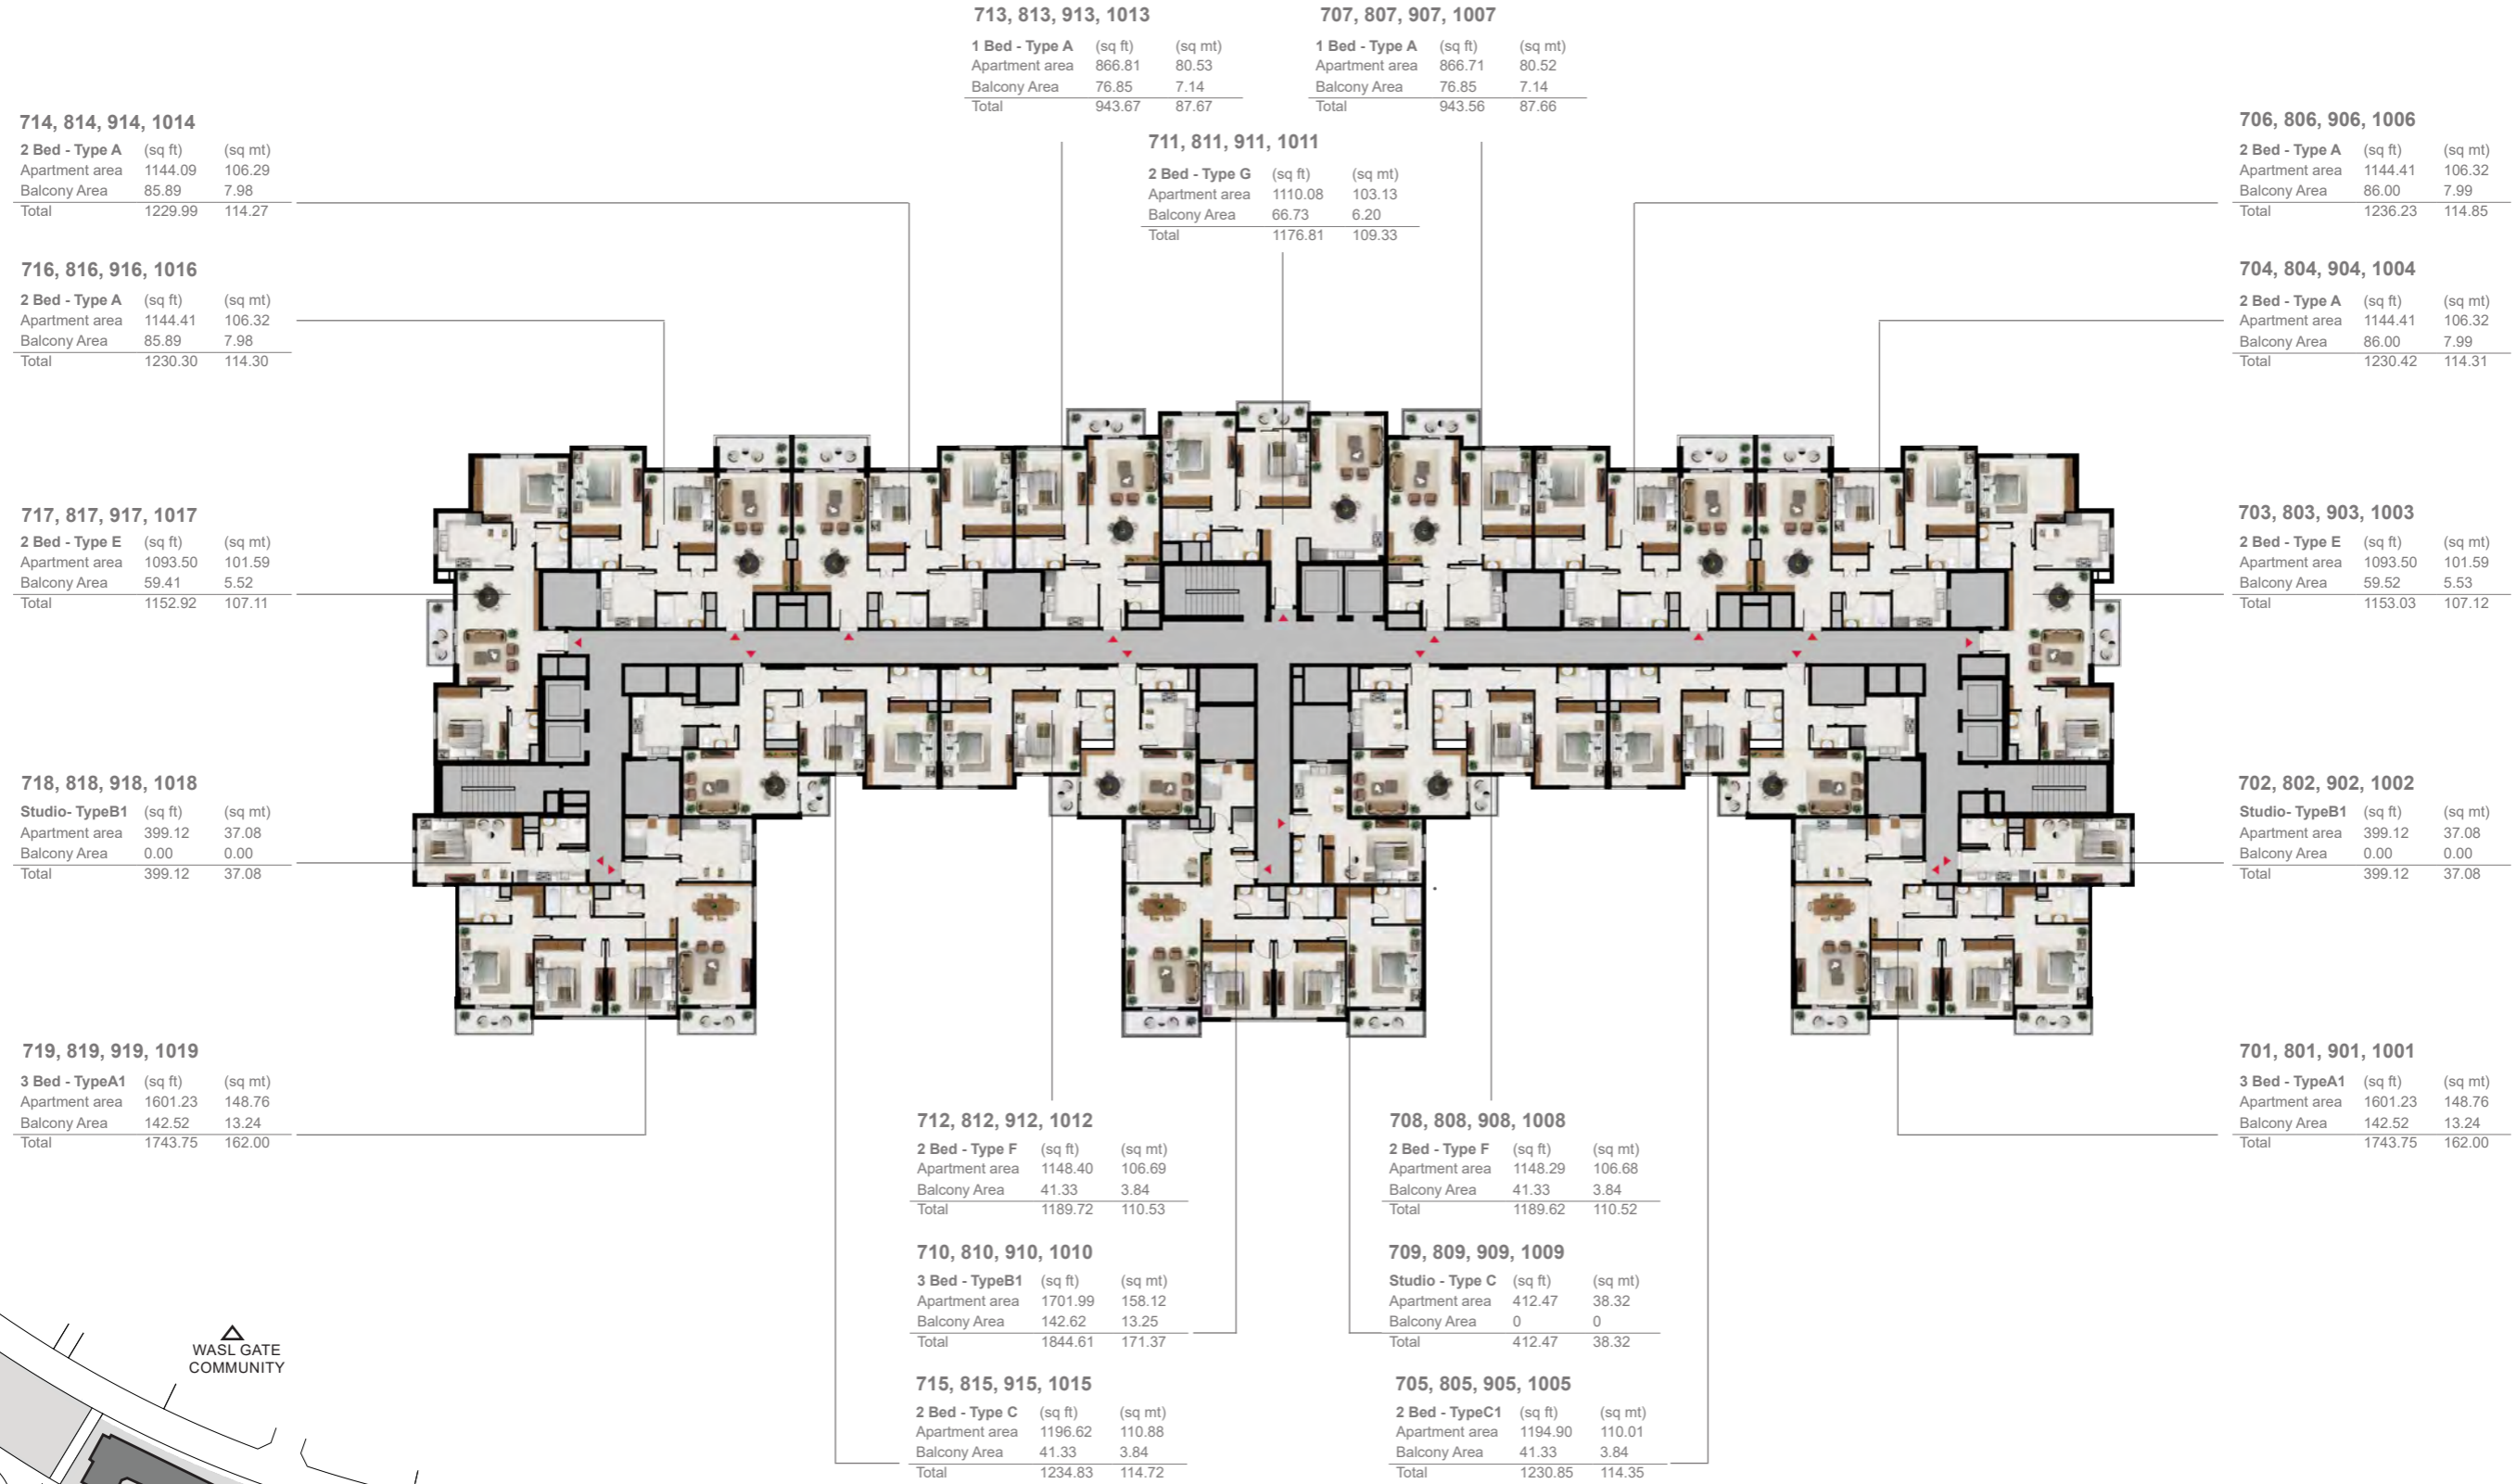 713, 813, 913, 1013
1 Bed - Type A (sq ft) (sq mt)
Apartment area 866.81 80.53
Balcony Area 76.85 7.14
Total 943.67 87.67
707, 807, 907, 1007
1 Bed - Type A (sq ft) (sq mt)
Apartment area 866.71 80.52
Balcony Area 76.85 7.14
Total 943.56 87.66
711, 811, 911, 1011
2 Bed - Type G (sq ft) (sq mt)
Apartment area 1110.08 103.13
Balcony Area 66.73 6.20
Total 1176.81 109.33
714, 814, 914, 1014
2 Bed - Type A (sq ft) (sq mt)
Apartment area 1144.09 106.29
Balcony Area 85.89 7.98
Total 1229.99 114.27
716, 816, 916, 1016
2 Bed - Type A (sq ft) (sq mt)
Apartment area 1144.41 106.32
Balcony Area 85.89 7.98
Total 1230.30 114.30
717, 817, 917, 1017
2 Bed - Type E (sq ft) (sq mt)
Apartment area 1093.50 101.59
Balcony Area 59.41 5.52
Total 1152.92 107.11
718, 818, 918, 1018
Studio- TypeB1 (sq ft) (sq mt)
Apartment area 399.12 37.08
Balcony Area 0.00 0.00
Total 399.12 37.08
719, 819, 919, 1019
3 Bed - TypeA1 (sq ft) (sq mt)
Apartment area 1601.23 148.76
Balcony Area 142.52 13.24
Total 1743.75 162.00
706, 806, 906, 1006
2 Bed - Type A (sq ft) (sq mt)
Apartment area 1144.41 106.32
Balcony Area 86.00 7.99
Total 1236.23 114.85
704, 804, 904, 1004
2 Bed - Type A (sq ft) (sq mt)
Apartment area 1144.41 106.32
Balcony Area 86.00 7.99
Total 1230.42 114.31
703, 803, 903, 1003
2 Bed - Type E (sq ft) (sq mt)
Apartment area 1093.50 101.59
Balcony Area 59.52 5.53
Total 1153.03 107.12
702, 802, 902, 1002
Studio- TypeB1 (sq ft) (sq mt)
Apartment area 399.12 37.08
Balcony Area 0.00 0.00
Total 399.12 37.08
701, 801, 901, 1001
3 Bed - TypeA1 (sq ft) (sq mt)
Apartment area 1601.23 148.76
Balcony Area 142.52 13.24
Total 1743.75 162.00
712, 812, 912, 1012
2 Bed - Type F (sq ft) (sq mt)
Apartment area 1148.40 106.69
Balcony Area 41.33 3.84
Total 1189.72 110.53
710, 810, 910, 1010
3 Bed - TypeB1 (sq ft) (sq mt)
Apartment area 1701.99 158.12
Balcony Area 142.62 13.25
Total 1844.61 171.37
715, 815, 915, 1015
2 Bed - Type C (sq ft) (sq mt)
Apartment area 1196.62 110.88
Balcony Area 41.33 3.84
Total 1234.83 114.72
708, 808, 908, 1008
2 Bed - Type F (sq ft) (sq mt)
Apartment area 1148.29 106.68
Balcony Area 41.33 3.84
Total 1189.62 110.52
709, 809, 909, 1009
Studio - Type C (sq ft) (sq mt)
Apartment area 412.47 38.32
Balcony Area 0 0
Total 412.47 38.32
705, 805, 905, 1005
2 Bed - TypeC1 (sq ft) (sq mt)
Apartment area 1194.90 110.01
Balcony Area 41.33 3.84
Total 1230.85 114.35
WASL GATE
COMMUNITY